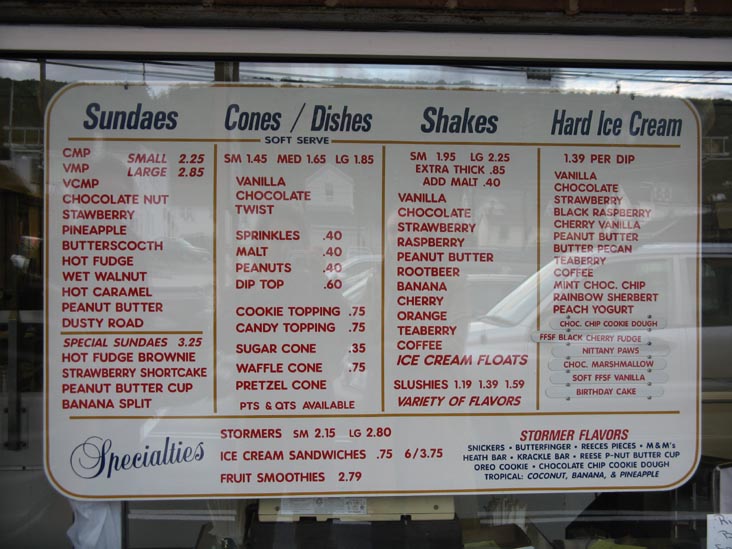 Sundaes
CMP SMALL 2.25
VMP LARGE 2.85
VCMP
CHOCOLATE NUT
STAWBERRY
PINEAPPLE
BUTTERSCOCTH
HOT FUDGE
WET WALNUT
HOT CARAMEL
PEANUT BUTTER
DUSTY ROAD
SPECIAL SUNDAES 3.25
HOT FUDGE BROWNIE
STRAWBERRY SHORTCAKE
PEANUT BUTTER CUP
BANANA SPLIT
Cones / Dishes
SOFT SERVE
SM 1.45 MED 1.65 LG 1.85
VANILLA
CHOCOLATE
TWIST
SPRINKLES .40
MALT .40
PEANUTS .40
DIP TOP .60
COOKIE TOPPING .75
CANDY TOPPING .75
SUGAR CONE .35
WAFFLE CONE .75
PRETZEL CONE
PTS & QTS AVAILABLE
Shakes
SM 1.95 LG 2.25
EXTRA THICK .85
ADD MALT .40
VANILLA
CHOCOLATE
STRAWBERRY
RASPBERRY
PEANUT BUTTER
ROOTBEER
BANANA
CHERRY
ORANGE
TEABERRY
COFFEE
ICE CREAM FLOATS
SLUSHIES 1.19 1.39 1.59
VARIETY OF FLAVORS
Hard Ice Cream
1.39 PER DIP
VANILLA
CHOCOLATE
STRAWBERRY
BLACK RASPBERRY
CHERRY VANILLA
PEANUT BUTTER
BUTTER PECAN
TEABERRY
COFFEE
MINT CHOC. CHIP
RAINBOW SHERBERT
PEACH YOGURT
CHOC. CHIP COOKIE DOUGH
FFSF BLACK CHERRY FUDGE
NITTANY PAWS
CHOC. MARSHMALLOW
SOFT FFSF VANILLA
BIRTHDAY CAKE
Specialties
STORMERS SM 2.15 LG 2.80
ICE CREAM SANDWICHES .75 6/3.75
FRUIT SMOOTHIES 2.79
STORMER FLAVORS
SNICKERS • BUTTERFINGER • REECES PIECES • M&M's
HEATH BAR • KRACKLE BAR • REESE P-NUT BUTTER CUP
OREO COOKIE • CHOCOLATE CHIP COOKIE DOUGH
TROPICAL: COCONUT, BANANA, & PINEAPPLE